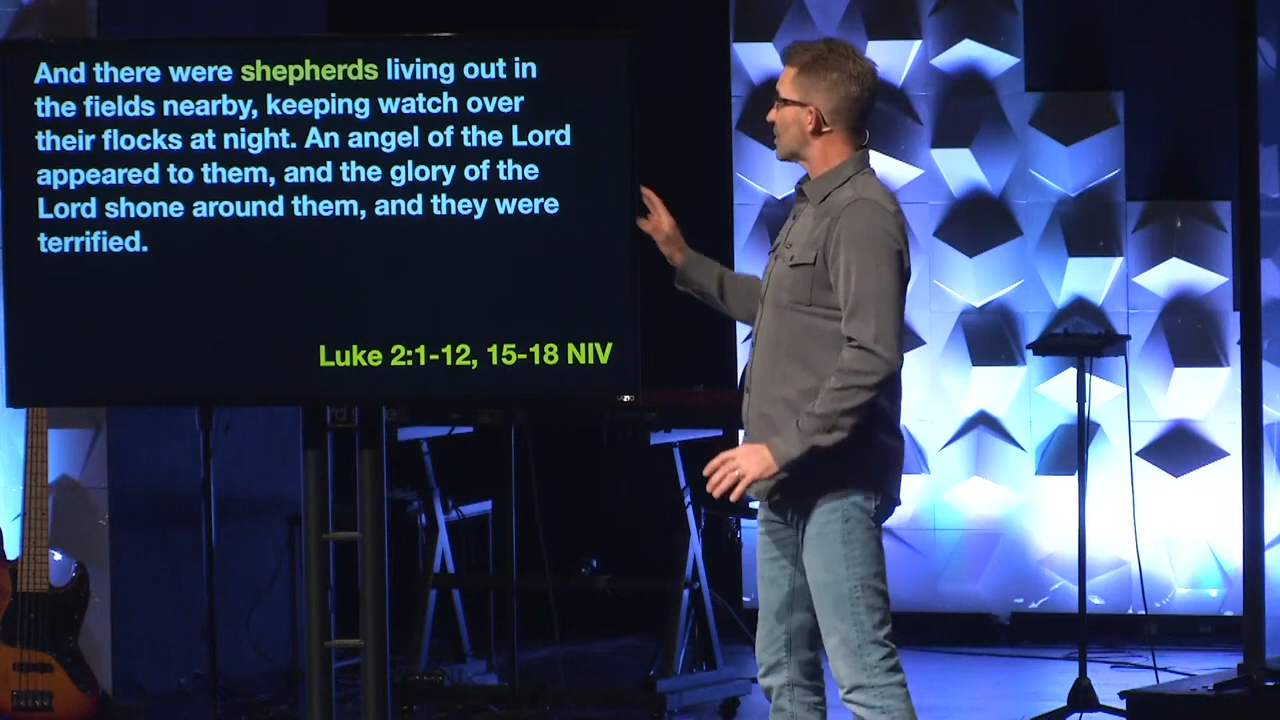 And there were shepherds living out in
the fields nearby, keeping watch over
their flocks at night. An angel of the Lord
appeared to them, and the glory of the
Lord shone around them, and they were
terrified.
Luke 2:1-12, 15-18 NIV
VIZIO